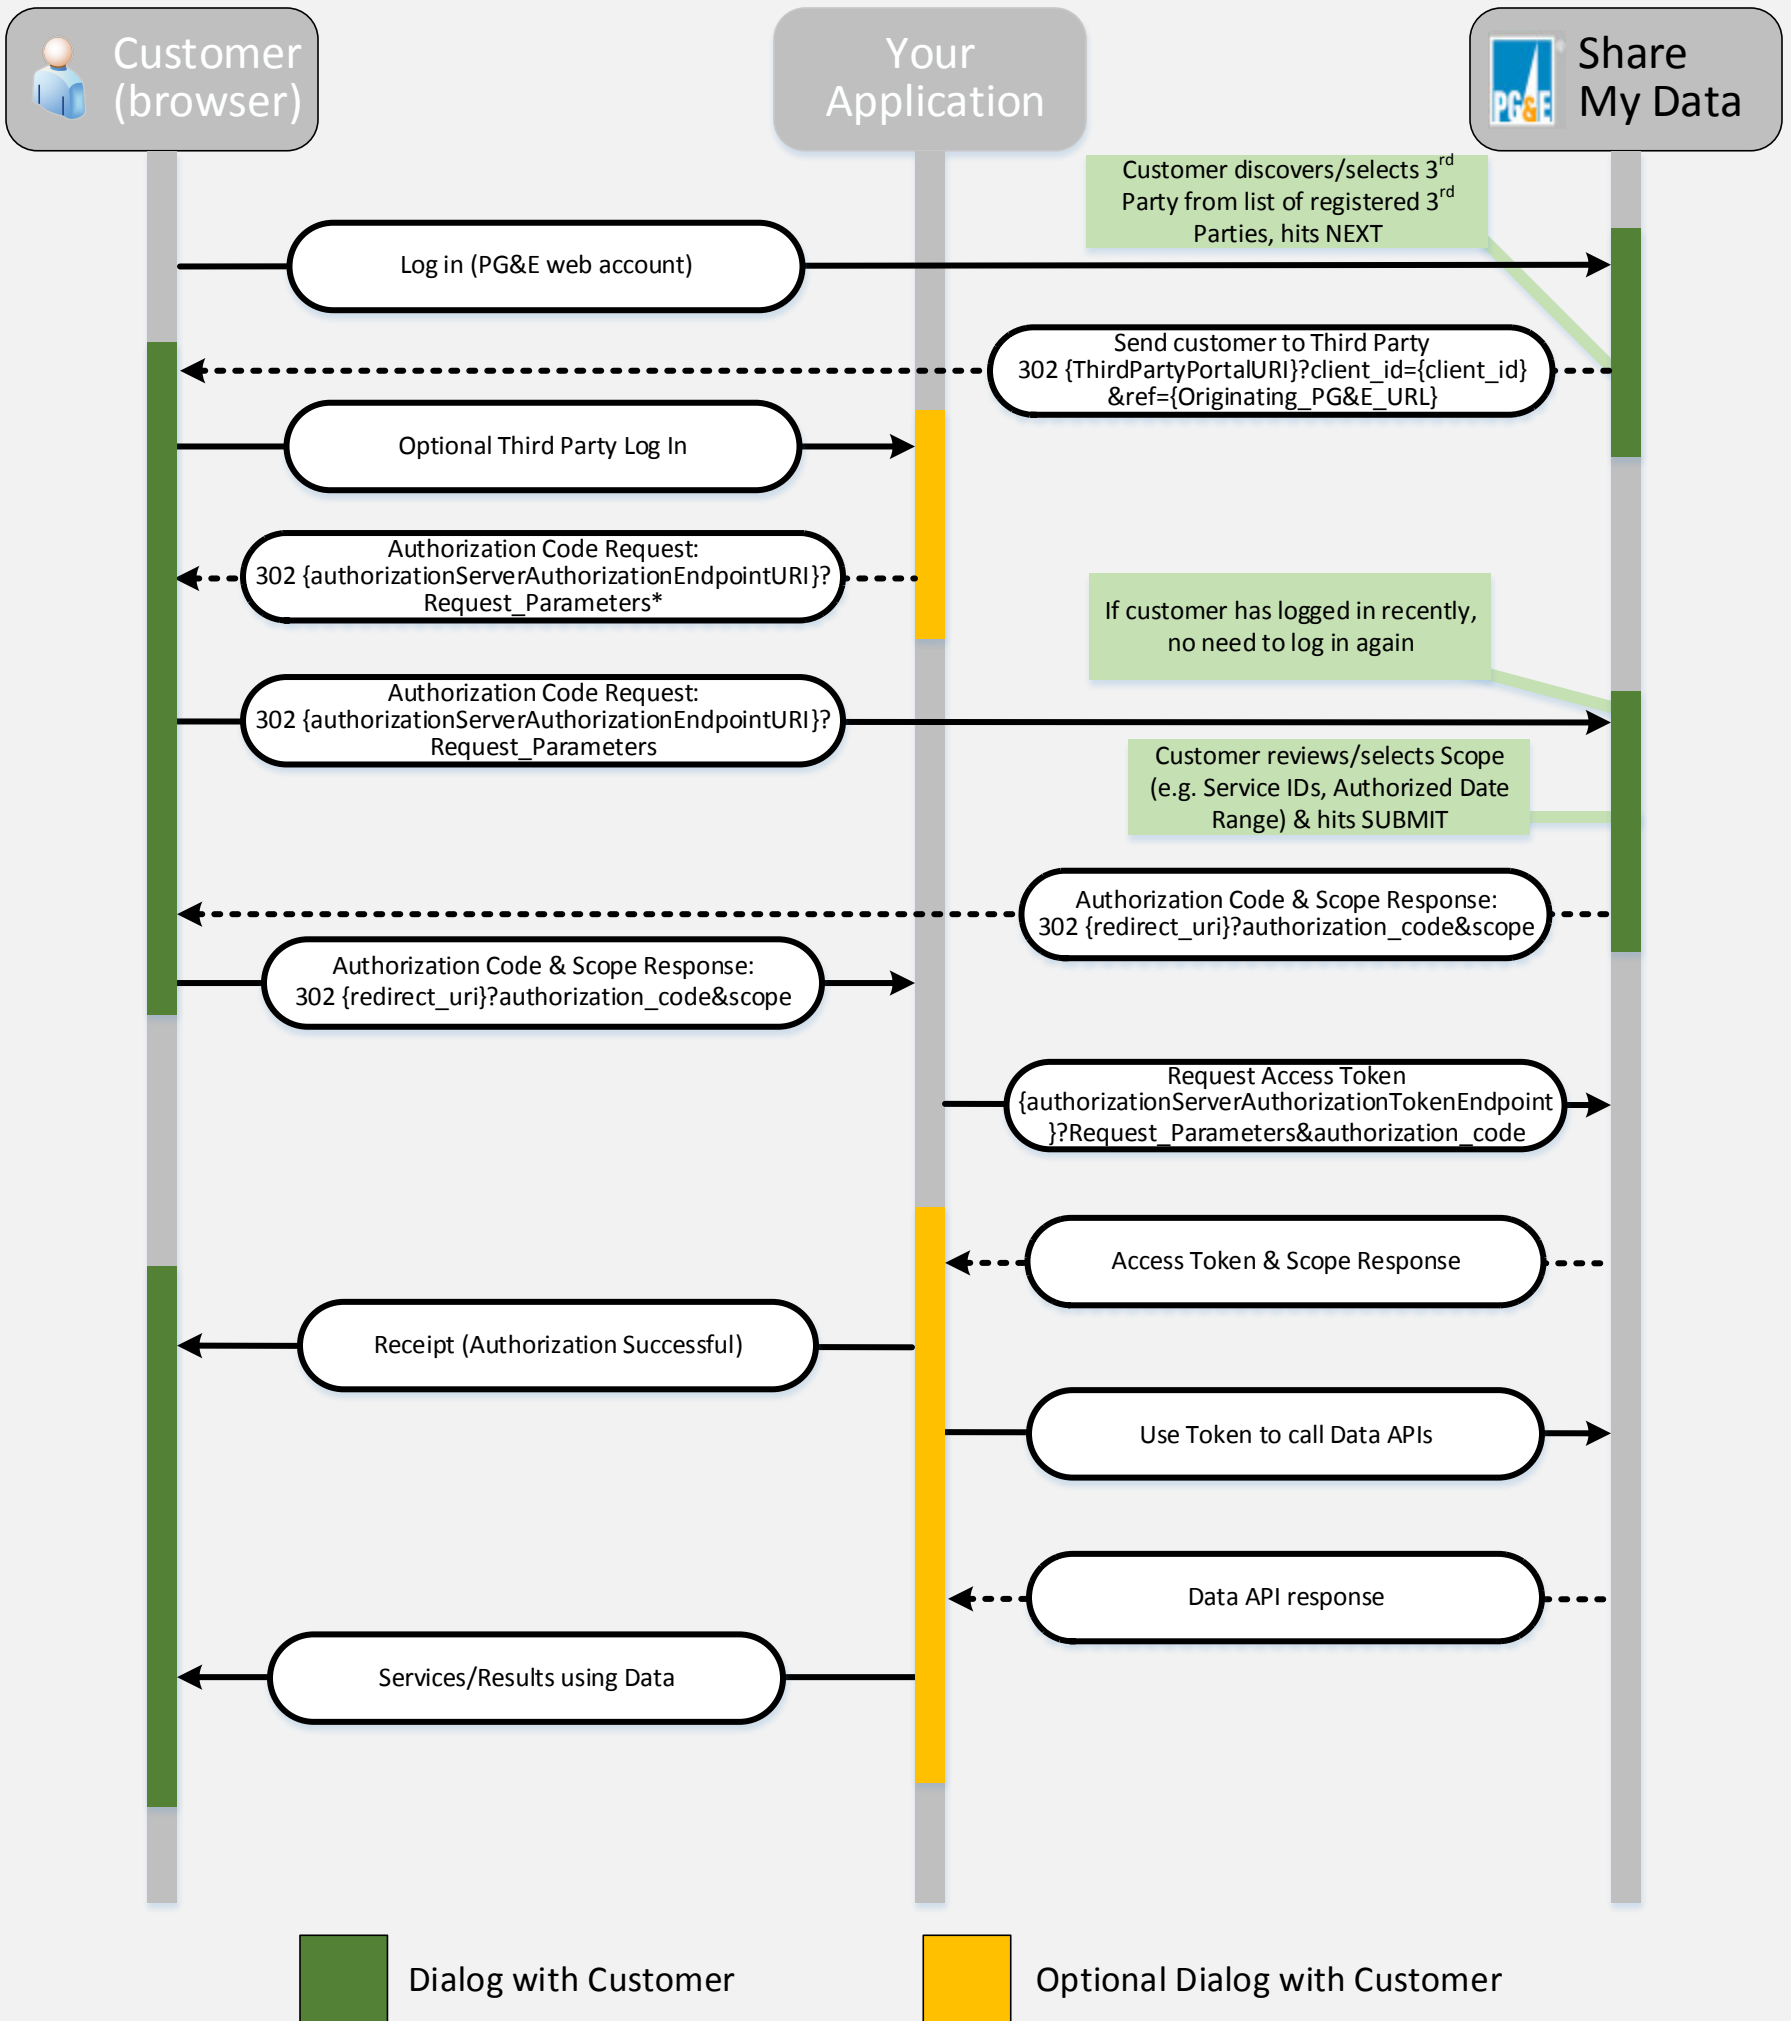 Customer
(browser)
Your
Application
PG&E
Share
My Data
Customer discovers/selects 3rd
Party from list of registered 3rd
Parties, hits NEXT
Log in (PG&E web account)
Send customer to Third Party
302 {ThirdPartyPortalURI}?client_id={client_id}
&ref={Originating_PG&E_URL}
Optional Third Party Log In
Authorization Code Request:
302 {authorizationServerAuthorizationEndpointURI}?
Request_Parameters*
If customer has logged in recently,
no need to log in again
Authorization Code Request:
302 {authorizationServerAuthorizationEndpointURI}?
Request_Parameters
Customer reviews/selects Scope
(e.g. Service IDs, Authorized Date
Range) & hits SUBMIT
Authorization Code & Scope Response:
302 {redirect_uri}?authorization_code&scope
Authorization Code & Scope Response:
302 {redirect_uri}?authorization_code&scope
Request Access Token
{authorizationServerAuthorizationTokenEndpoint
}?Request_Parameters&authorization_code
Access Token & Scope Response
Receipt (Authorization Successful)
Use Token to call Data APIs
Data API response
Services/Results using Data
Dialog with Customer
Optional Dialog with Customer